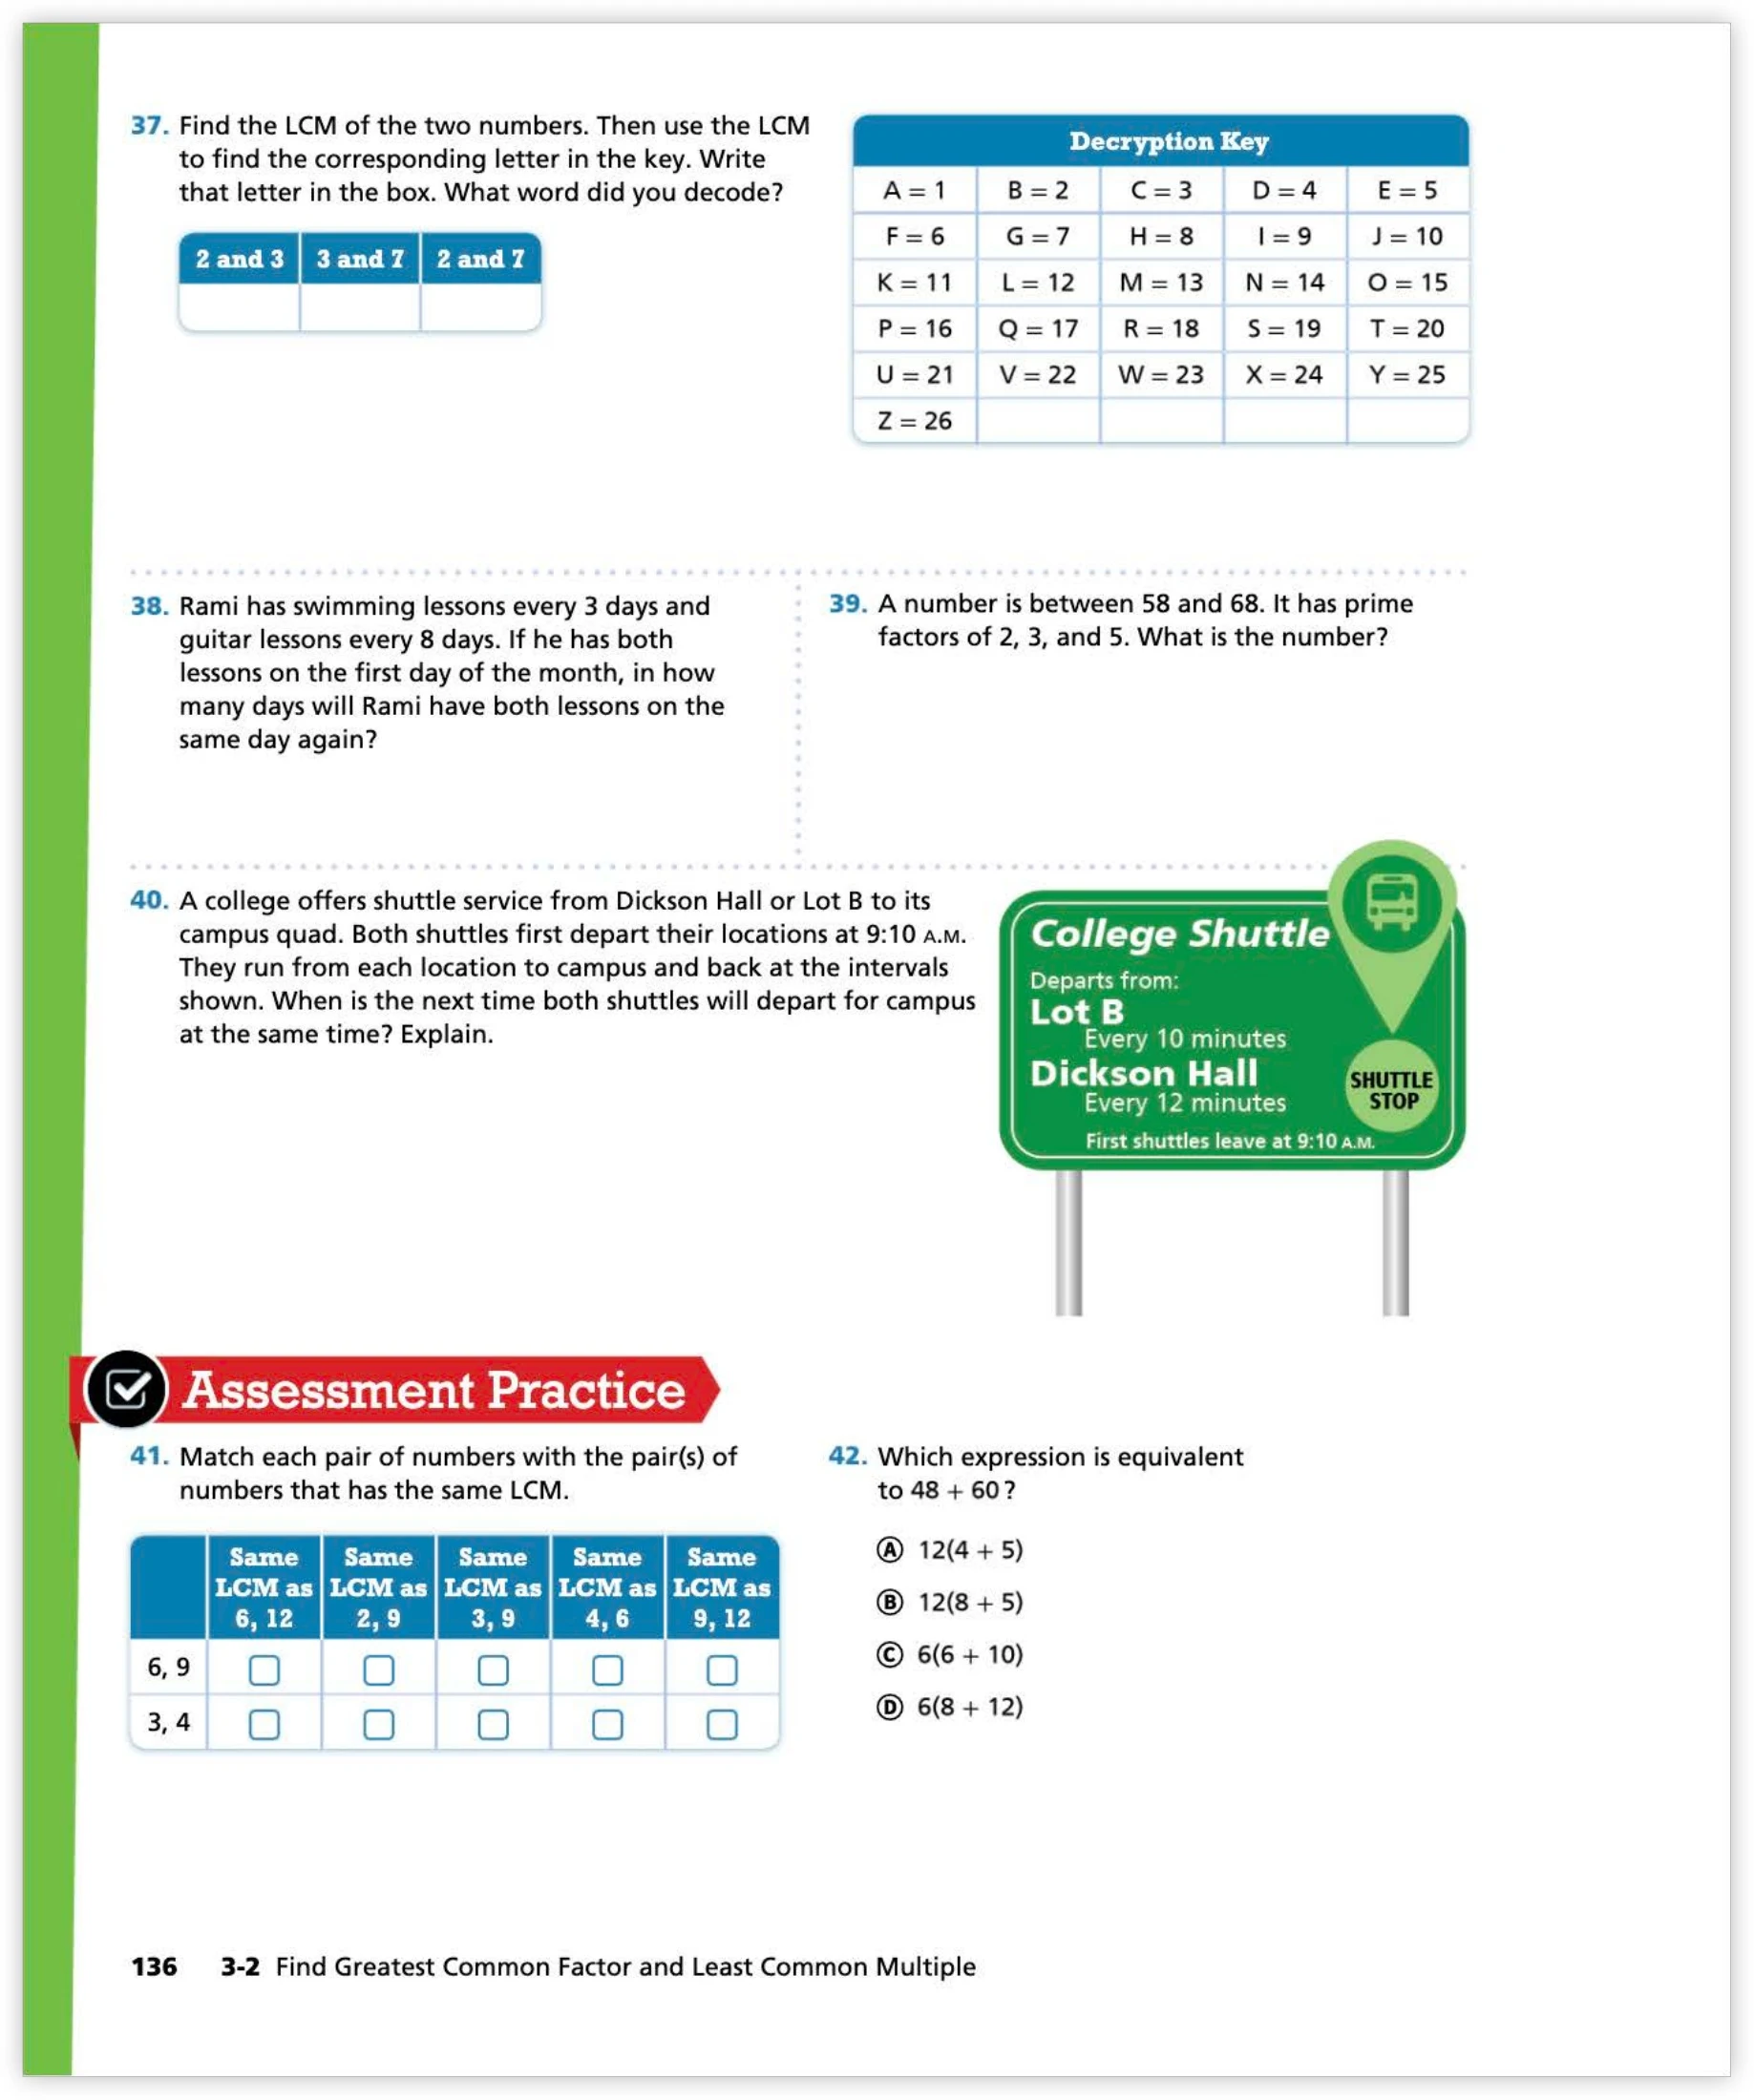 37. Find the LCM of the two numbers. Then use the LCM
to find the corresponding letter in the key. Write
that letter in the box. What word did you decode?
2 and 3 3 and 7 2 and 7
Decryption Key
A = 1 B = 2 C = 3 D = 4 E = 5
F = 6 G = 7 H = 8 I = 9 J = 10
K = 11 L = 12 M = 13 N = 14 O = 15
P = 16 Q = 17 R = 18 S = 19 T = 20
U = 21 V = 22 W = 23 X = 24 Y = 25
Z = 26
38. Rami has swimming lessons every 3 days and
guitar lessons every 8 days. If he has both
lessons on the first day of the month, in how
many days will Rami have both lessons on the
same day again?
39. A number is between 58 and 68. It has prime
factors of 2, 3, and 5. What is the number?
40. A college offers shuttle service from Dickson Hall or Lot B to its
campus quad. Both shuttles first depart their locations at 9:10 A.M.
They run from each location to campus and back at the intervals
shown. When is the next time both shuttles will depart for campus
at the same time? Explain.
College Shuttle
Departs from:
Lot B
Every 10 minutes
Dickson Hall
Every 12 minutes
First shuttles leave at 9:10 A.M.
SHUTTLE
STOP
Assessment Practice
41. Match each pair of numbers with the pair(s) of
numbers that has the same LCM.
Same Same Same Same Same
LCM as LCM as LCM as LCM as LCM as
6, 12 2, 9 3, 9 4, 6 9, 12
6, 9
3, 4
42. Which expression is equivalent
to 48 + 60?
Ⓐ 12(4 + 5)
Ⓑ 12(8 + 5)
Ⓒ 6(6 + 10)
Ⓓ 6(8 + 12)
136 3-2 Find Greatest Common Factor and Least Common Multiple